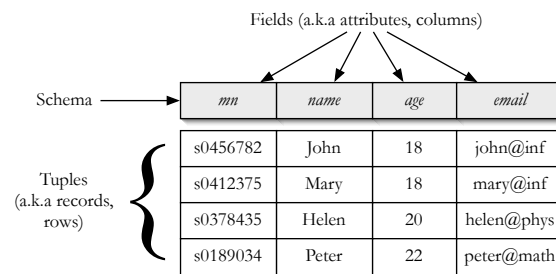 Fields (a.k.a attributes, columns)
Schema
mn name age email
Tuples
(a.k.a records,
rows)
s0456782 John 18 john@inf
s0412375 Mary 18 mary@inf
s0378435 Helen 20 helen@phys
s0189034 Peter 22 peter@math